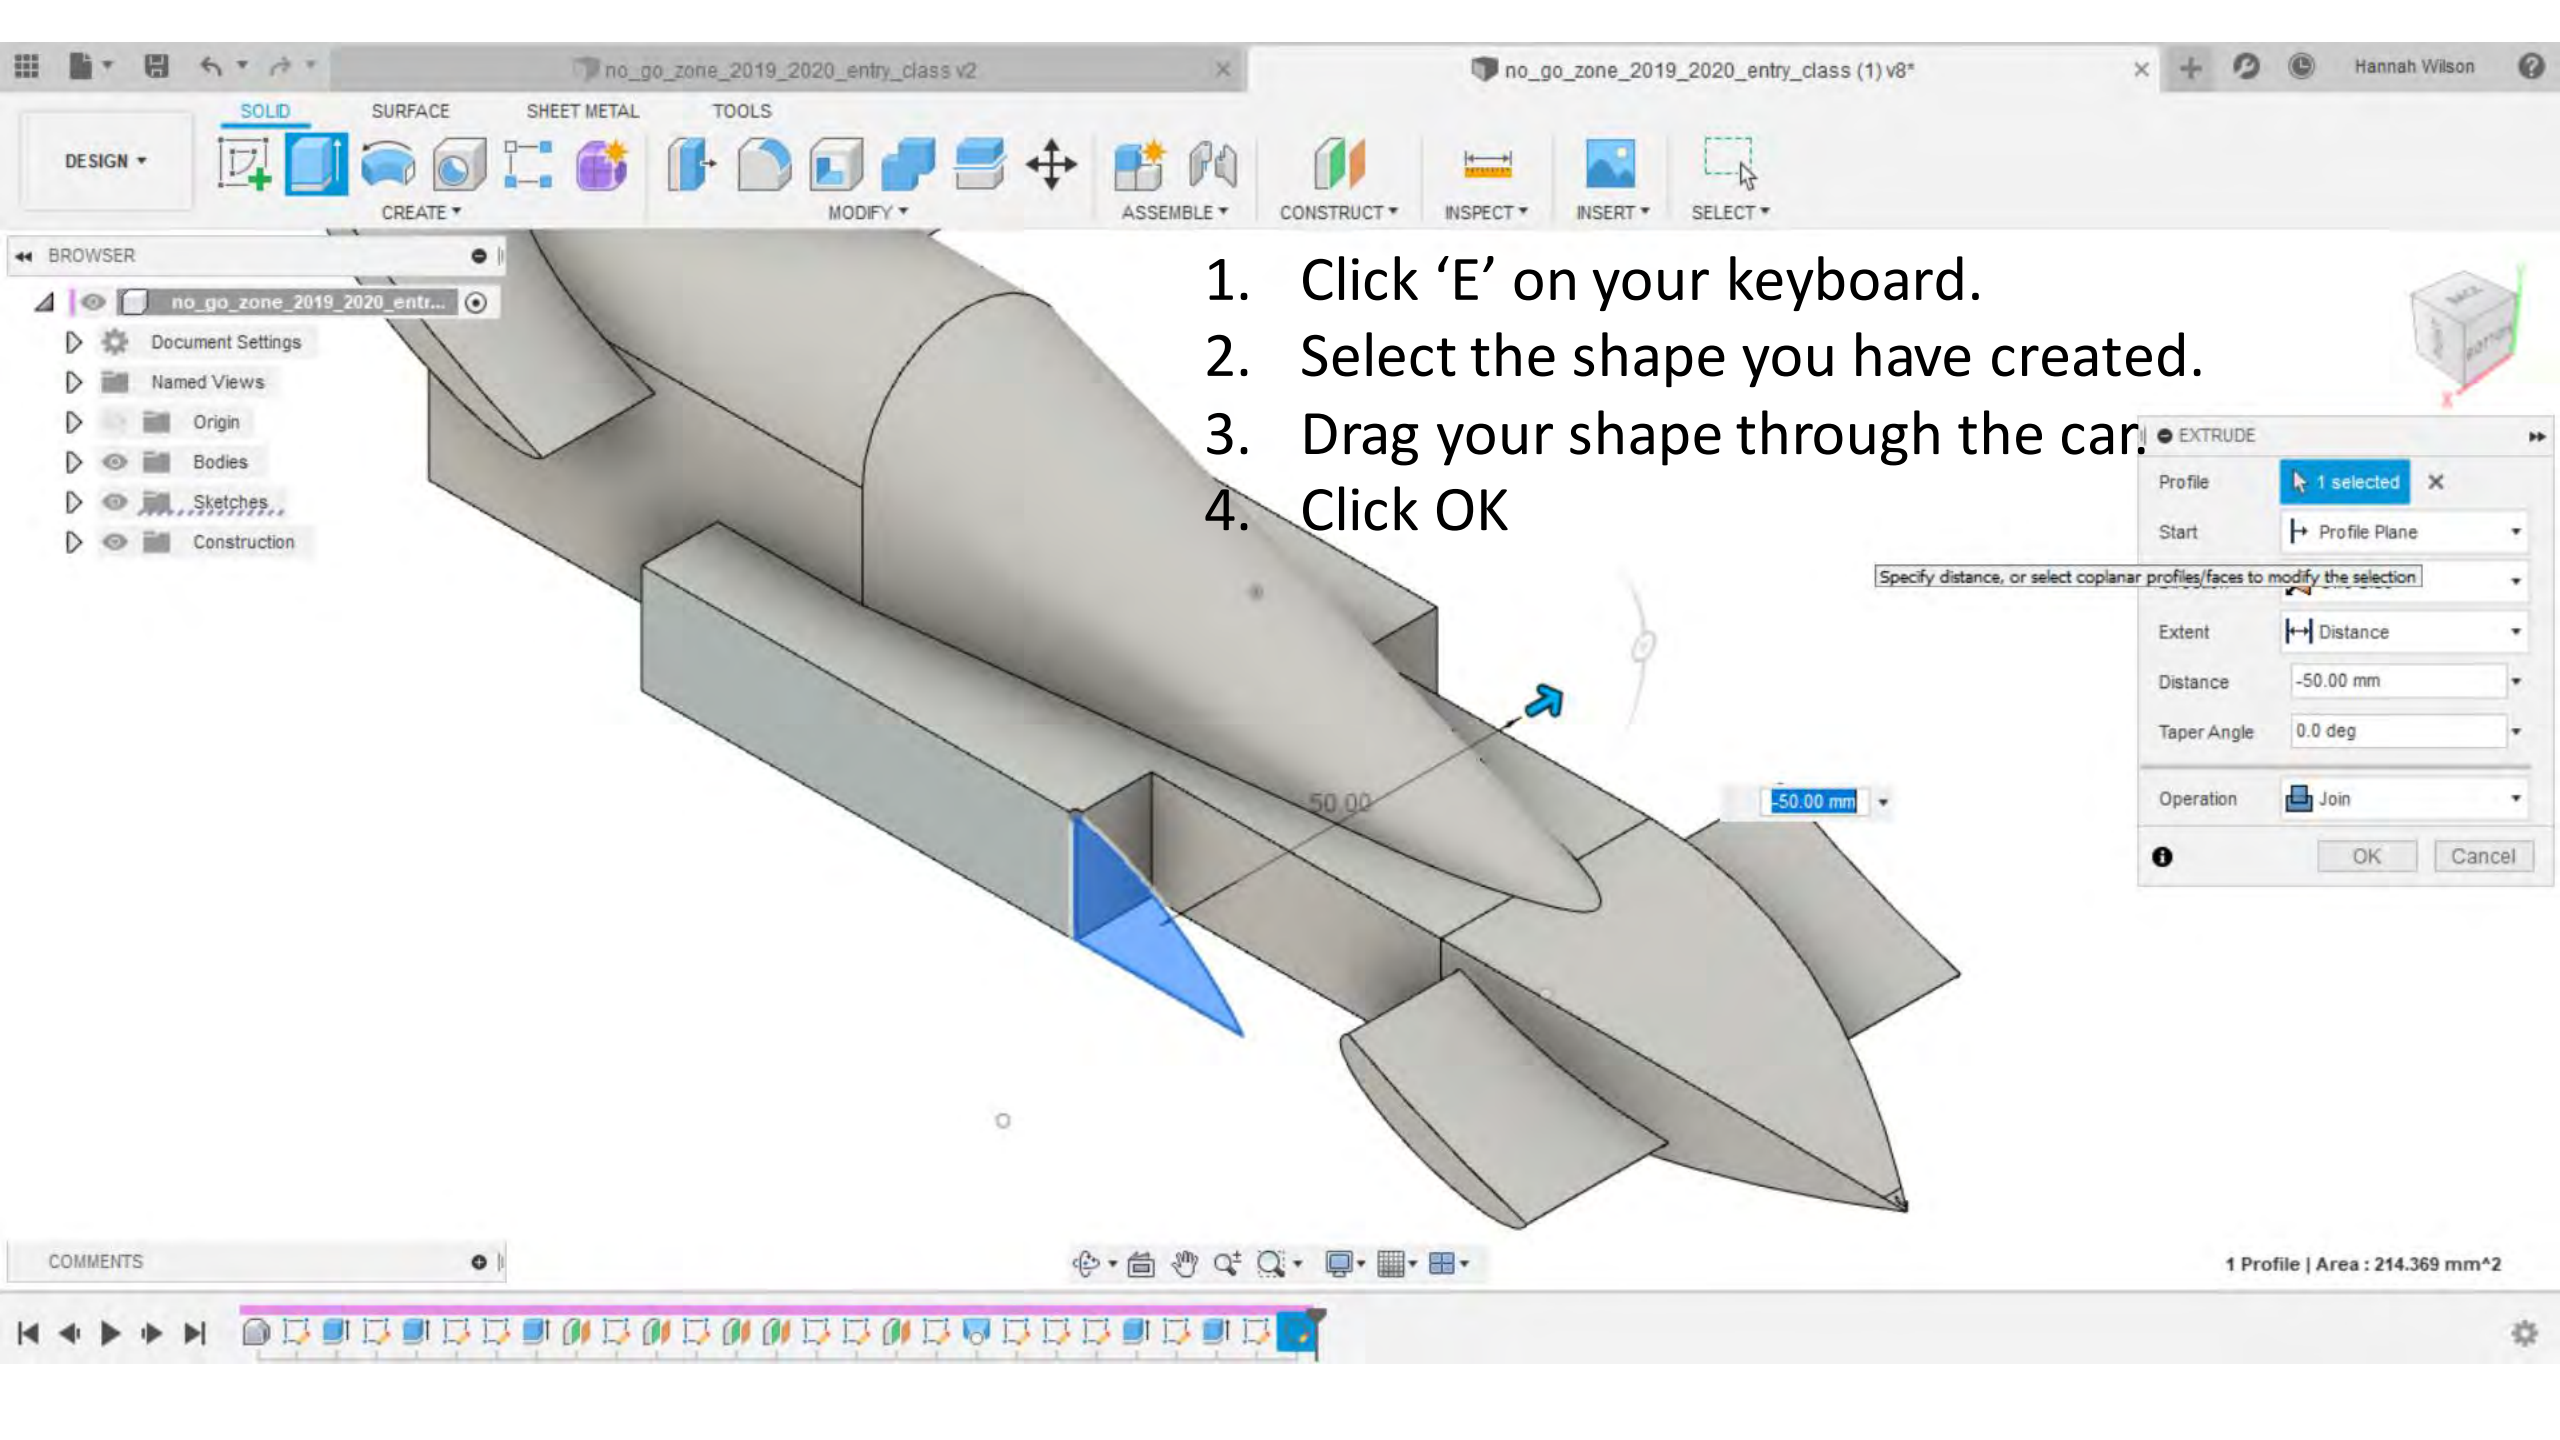 no_go_zone_2019_2020_entry_class v2
no_go_zone_2019_2020_entry_class (1) v8*
Hannah Wilson
SOLID
SURFACE
SHEET METAL
TOOLS
DESIGN
CREATE
MODIFY
ASSEMBLE
CONSTRUCT
INSPECT
INSERT
SELECT
BROWSER
no_go_zone_2019_2020_entr...
Document Settings
Named Views
Origin
Bodies
Sketches
Construction
1. Click ‘E’ on your keyboard.
2. Select the shape you have created.
3. Drag your shape through the car.
4. Click OK
BACK
BOTTOM
X
EXTRUDE
Profile 1 selected
Start Profile Plane
Specify distance, or select coplanar profiles/faces to modify the selection
Extent Distance
Distance -50.00 mm
Taper Angle 0.0 deg
Operation Join
OK Cancel
50.00
-50.00 mm
COMMENTS
1 Profile | Area : 214.369 mm^2